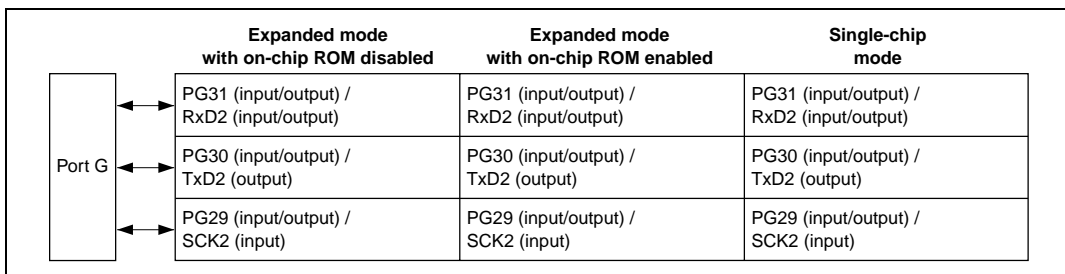 Expanded mode
with on-chip ROM disabled
Expanded mode
with on-chip ROM enabled
Single-chip
mode
Port G
PG31 (input/output) /
RxD2 (input/output)
PG31 (input/output) /
RxD2 (input/output)
PG31 (input/output) /
RxD2 (input/output)
PG30 (input/output) /
TxD2 (output)
PG30 (input/output) /
TxD2 (output)
PG30 (input/output) /
TxD2 (output)
PG29 (input/output) /
SCK2 (input)
PG29 (input/output) /
SCK2 (input)
PG29 (input/output) /
SCK2 (input)